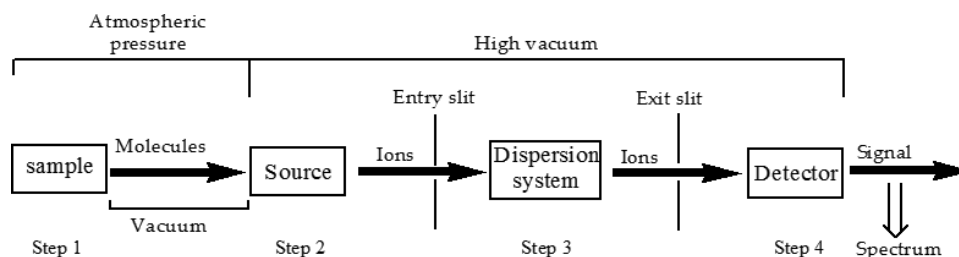 Atmospheric
pressure
High vacuum
Entry slit
Exit slit
Molecules
Ions
Ions
Signal
sample
Source
Dispersion
system
Detector
Vacuum
Step 1
Step 2
Step 3
Step 4
Spectrum